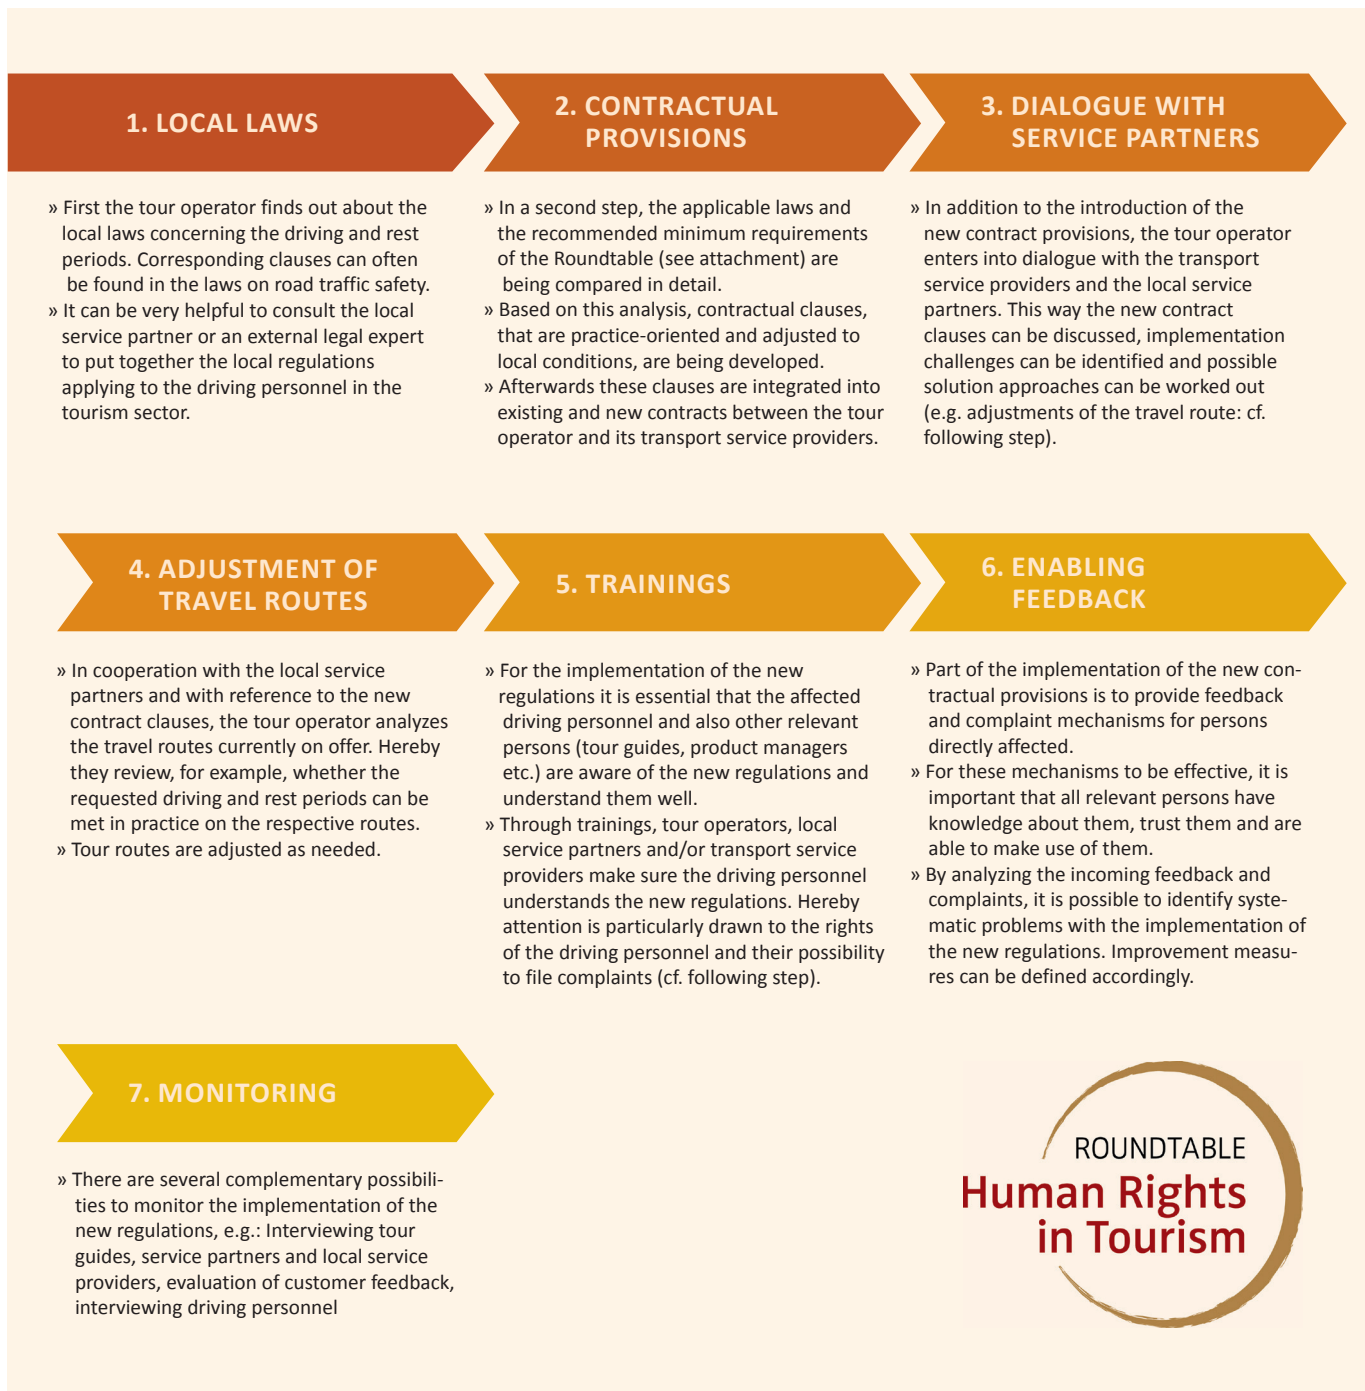 1. LOCAL LAWS
» First the tour operator finds out about the
local laws concerning the driving and rest
periods. Corresponding clauses can often
be found in the laws on road traffic safety.
» It can be very helpful to consult the local
service partner or an external legal expert
to put together the local regulations
applying to the driving personnel in the
tourism sector.
2. CONTRACTUAL
PROVISIONS
» In a second step, the applicable laws and
the recommended minimum requirements
of the Roundtable (see attachment) are
being compared in detail.
» Based on this analysis, contractual clauses,
that are practice-oriented and adjusted to
local conditions, are being developed.
» Afterwards these clauses are integrated into
existing and new contracts between the tour
operator and its transport service providers.
3. DIALOGUE WITH
SERVICE PARTNERS
» In addition to the introduction of the
new contract provisions, the tour operator
enters into dialogue with the transport
service providers and the local service
partners. This way the new contract
clauses can be discussed, implementation
challenges can be identified and possible
solution approaches can be worked out
(e.g. adjustments of the travel route: cf.
following step).
4. ADJUSTMENT OF
TRAVEL ROUTES
» In cooperation with the local service
partners and with reference to the new
contract clauses, the tour operator analyzes
the travel routes currently on offer. Hereby
they review, for example, whether the
requested driving and rest periods can be
met in practice on the respective routes.
» Tour routes are adjusted as needed.
5. TRAININGS
» For the implementation of the new
regulations it is essential that the affected
driving personnel and also other relevant
persons (tour guides, product managers
etc.) are aware of the new regulations and
understand them well.
» Through trainings, tour operators, local
service partners and/or transport service
providers make sure the driving personnel
understands the new regulations. Hereby
attention is particularly drawn to the rights
of the driving personnel and their possibility
to file complaints (cf. following step).
6. ENABLING
FEEDBACK
» Part of the implementation of the new con-
tractual provisions is to provide feedback
and complaint mechanisms for persons
directly affected.
» For these mechanisms to be effective, it is
important that all relevant persons have
knowledge about them, trust them and are
able to make use of them.
» By analyzing the incoming feedback and
complaints, it is possible to identify syste-
matic problems with the implementation of
the new regulations. Improvement measu-
res can be defined accordingly.
7. MONITORING
» There are several complementary possibili-
ties to monitor the implementation of the
new regulations, e.g.: Interviewing tour
guides, service partners and local service
providers, evaluation of customer feedback,
interviewing driving personnel
ROUNDTABLE
Human Rights
in Tourism